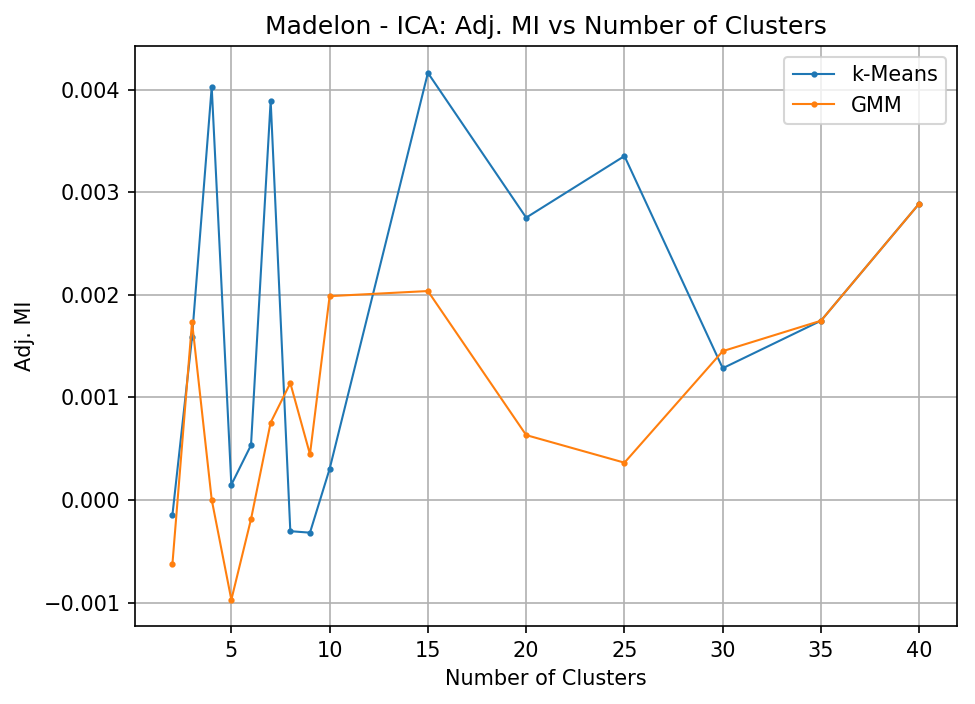 Madelon - ICA: Adj. MI vs Number of Clusters
k-Means
GMM
0.004
0.003
0.002
0.001
0.000
−0.001
Adj. MI
5 10 15 20 25 30 35 40
Number of Clusters